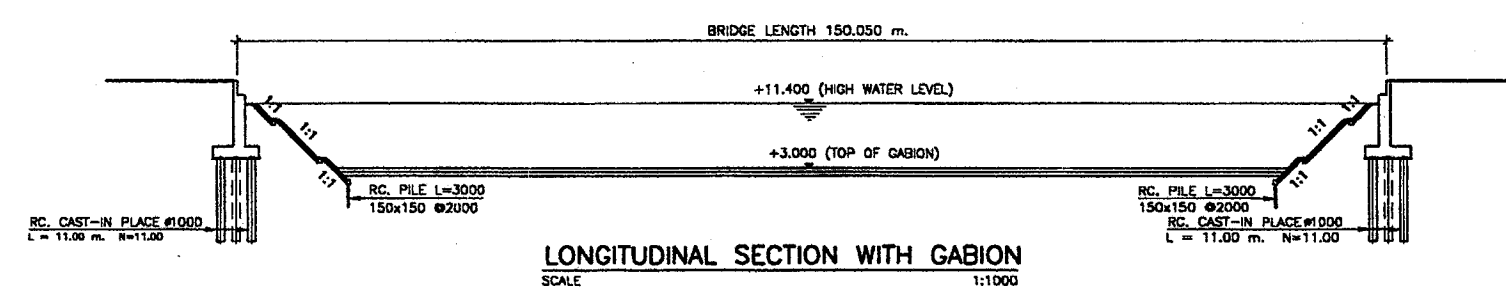 BRIDGE LENGTH 150.050 m.
+11.400 (HIGH WATER LEVEL)
1:1
1:1
1:1
1:1
1:1
1:1
+3.000 (TOP OF GABION)
RC. PILE L=3000
150x150 @2000
RC. PILE L=3000
150x150 @2000
RC. CAST-IN PLACE ø1000
L = 11.00 m. N=11.00
RC. CAST-IN PLACE ø1000
L = 11.00 m. N=11.00
LONGITUDINAL SECTION WITH GABION
SCALE 1:1000